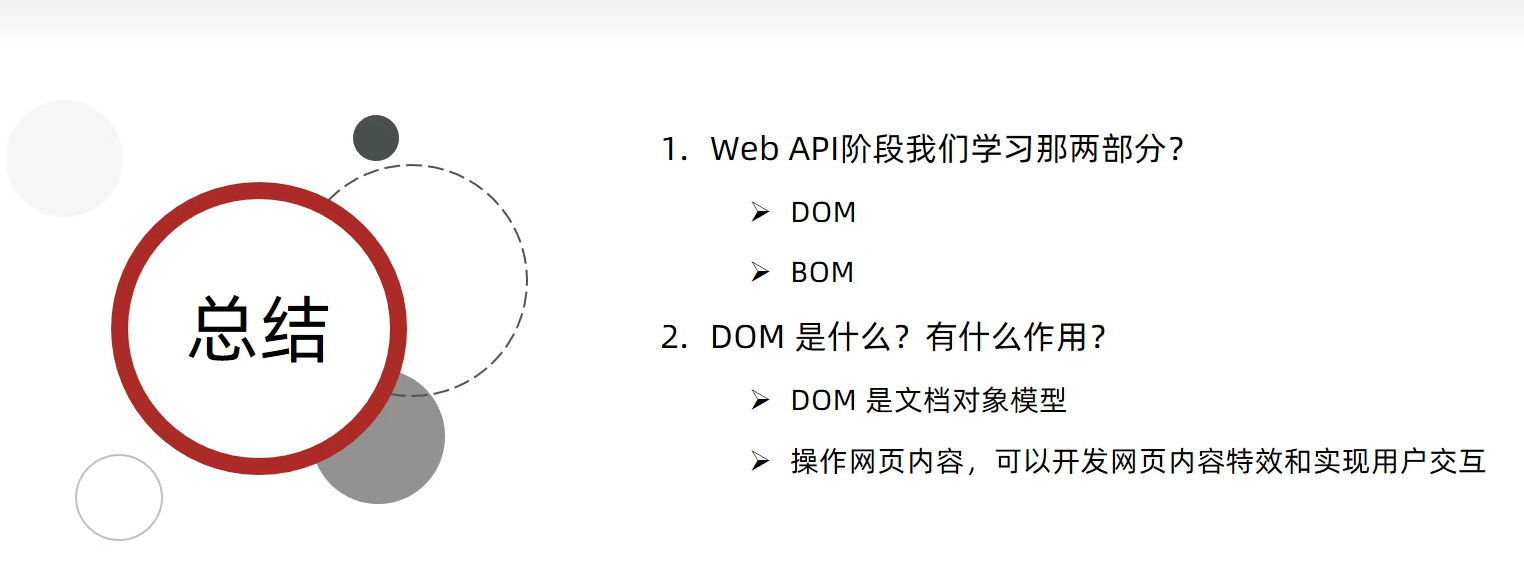 总结
1. Web API阶段我们学习那两部分？
➢ DOM
➢ BOM
2. DOM 是什么？有什么作用？
➢ DOM 是文档对象模型
➢ 操作网页内容，可以开发网页内容特效和实现用户交互